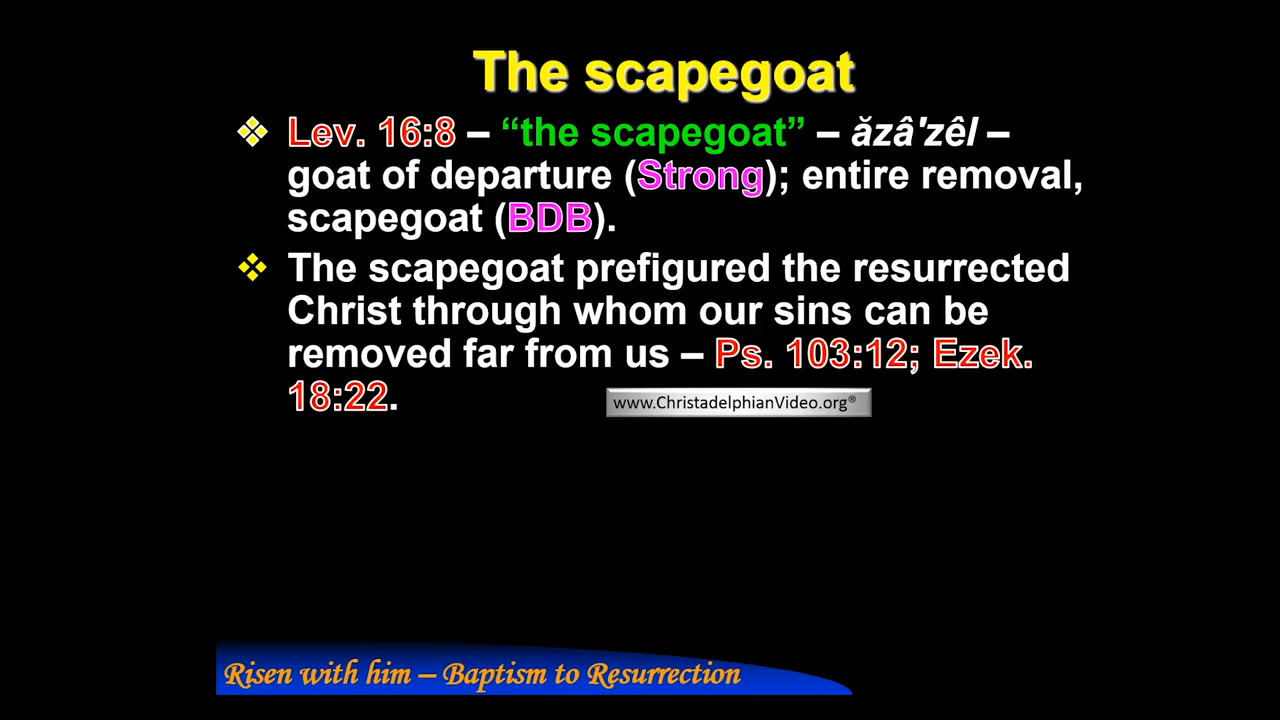 The scapegoat
Lev. 16:8 – “the scapegoat” – ăzâ'zêl –
goat of departure (Strong); entire removal,
scapegoat (BDB).
The scapegoat prefigured the resurrected
Christ through whom our sins can be
removed far from us – Ps. 103:12; Ezek.
18:22.
www.ChristadelphianVideo.org®
Risen with him – Baptism to Resurrection